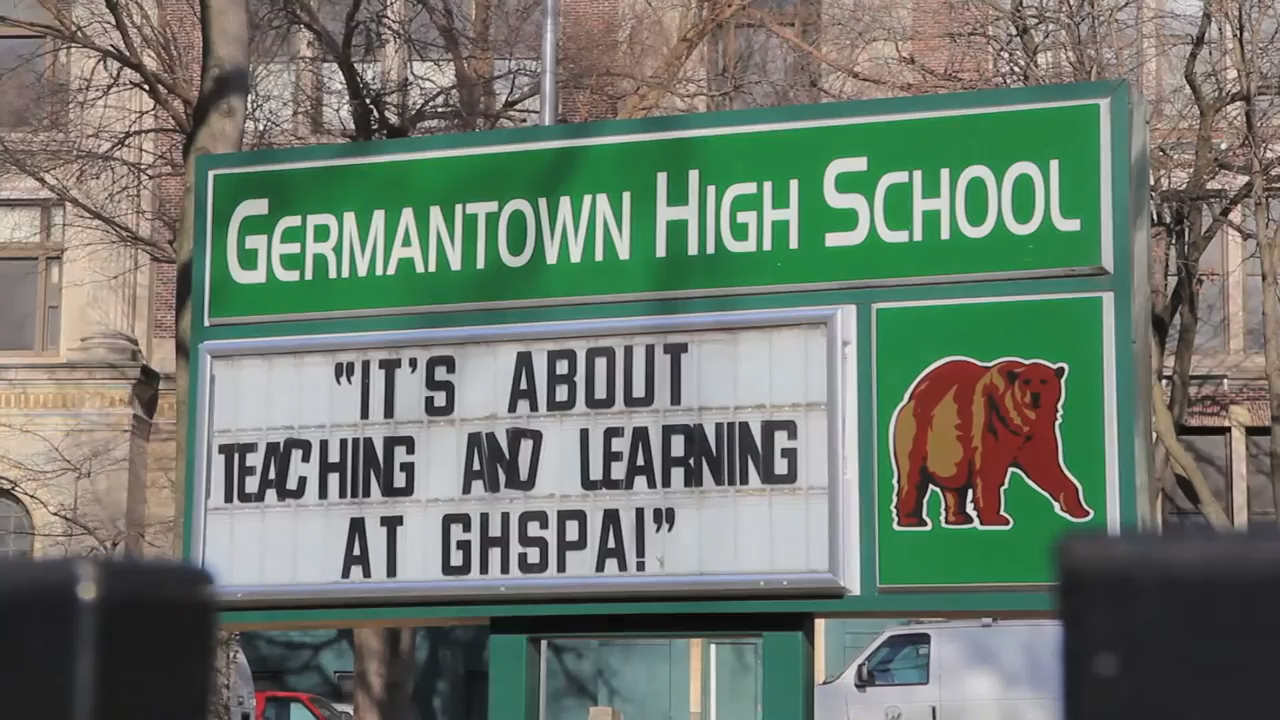 GERMANTOWN HIGH SCHOOL
"IT'S ABOUT
TEACHING AND LEARNING
AT GHSPA!"